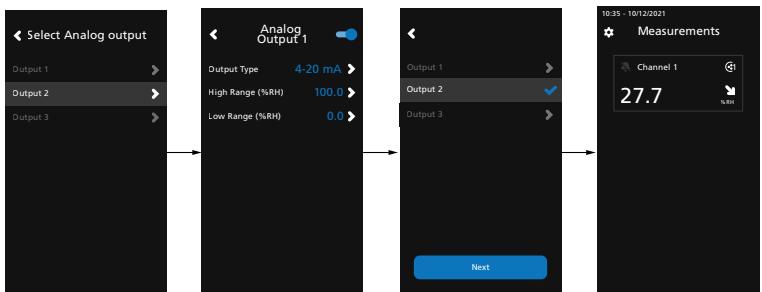 Select Analog output
Output 1
Output 2
Output 3
Analog
Output 1
Output Type 4-20 mA
High Range (%RH) 100.0
Low Range (%RH) 0.0
Output 1
Output 2
Output 3
Next
10:35 - 10/12/2021
Measurements
Channel 1 1
27.7
% RH